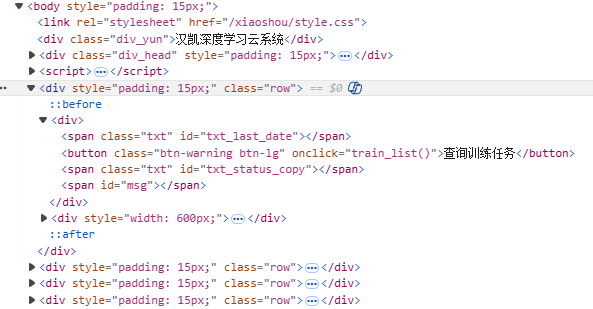 <body style="padding: 15px;">
<link rel="stylesheet" href="/xiaoshou/style.css">
<div class="div_yun">汉凯深度学习云系统</div>
<div class="div_head" style="padding: 15px;">…</div>
<script>…</script>
<div style="padding: 15px;" class="row"> == $0
::before
<div>
<span class="txt" id="txt_last_date"></span>
<button class="btn-warning btn-lg" onclick="train_list()">查询训练任务</button>
<span class="txt" id="txt_status_copy"></span>
<span id="msg"></span>
</div>
<div style="width: 600px;">…</div>
::after
</div>
<div style="padding: 15px;" class="row">…</div>
<div style="padding: 15px;" class="row">…</div>
<div style="padding: 15px;" class="row">…</div>